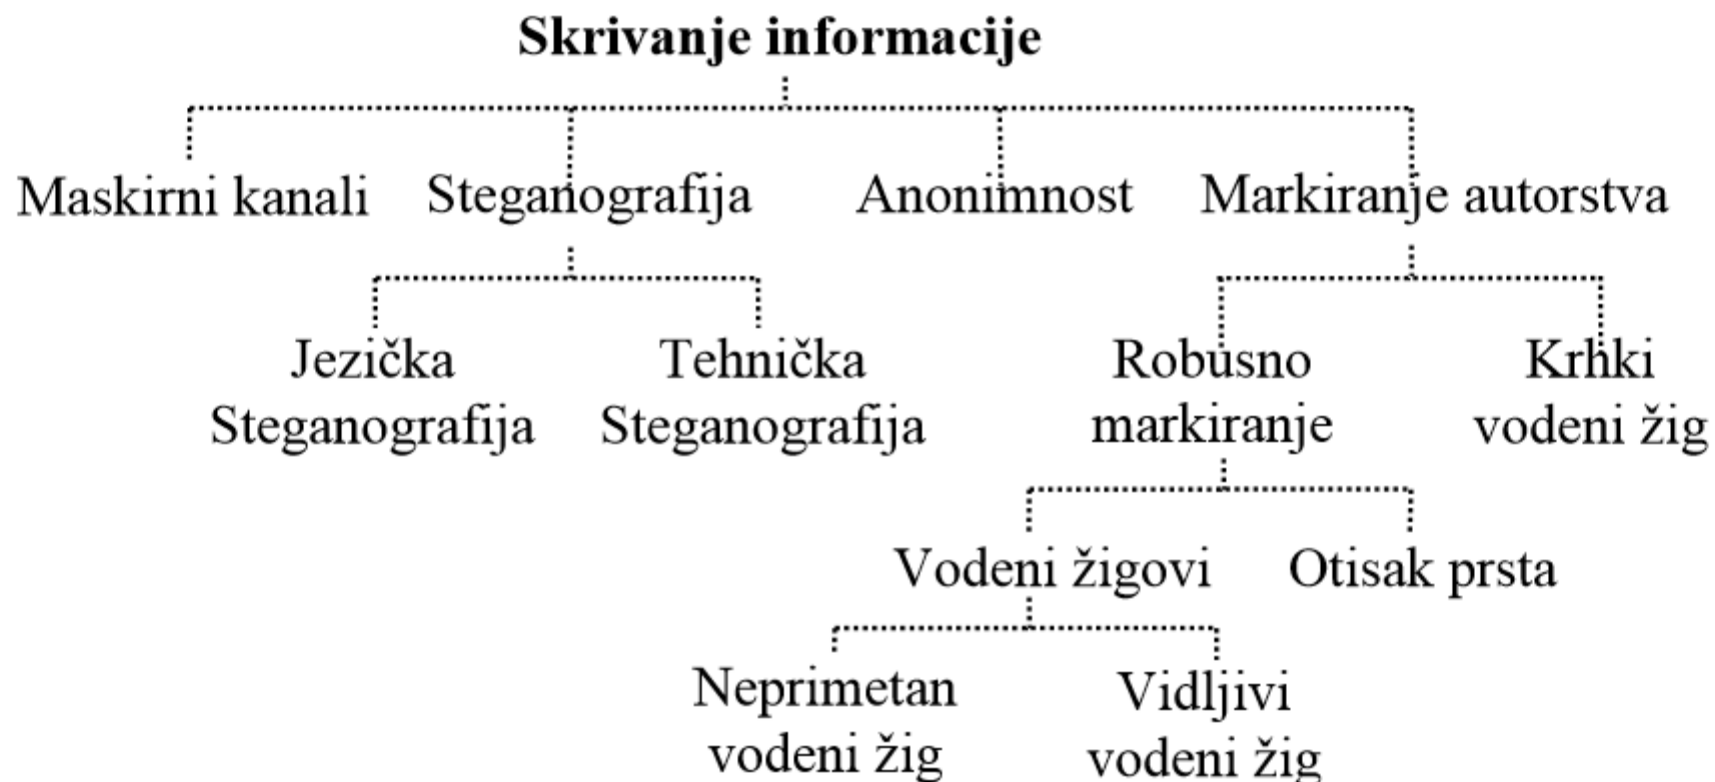 Skrivanje informacije
Maskirni kanali
Steganografija
Anonimnost
Markiranje autorstva
Jezička
Steganografija
Tehnička
Steganografija
Robusno
markiranje
Krhki
vodeni žig
Vodeni žigovi
Otisak prsta
Neprimetan
vodeni žig
Vidljivi
vodeni žig